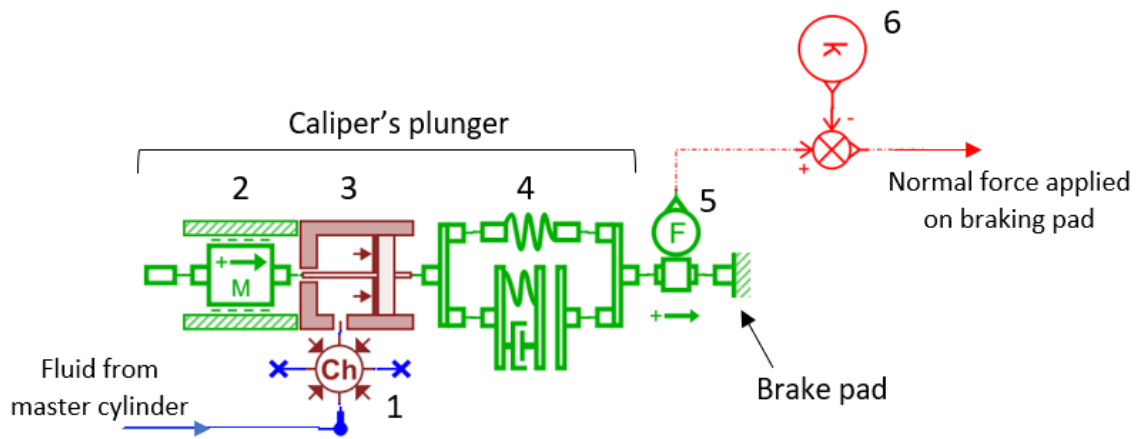 6
K
-
Caliper's plunger
+
2
3
4
5
Normal force applied
on braking pad
F
+
M
+
Ch
1
Fluid from
master cylinder
Brake pad